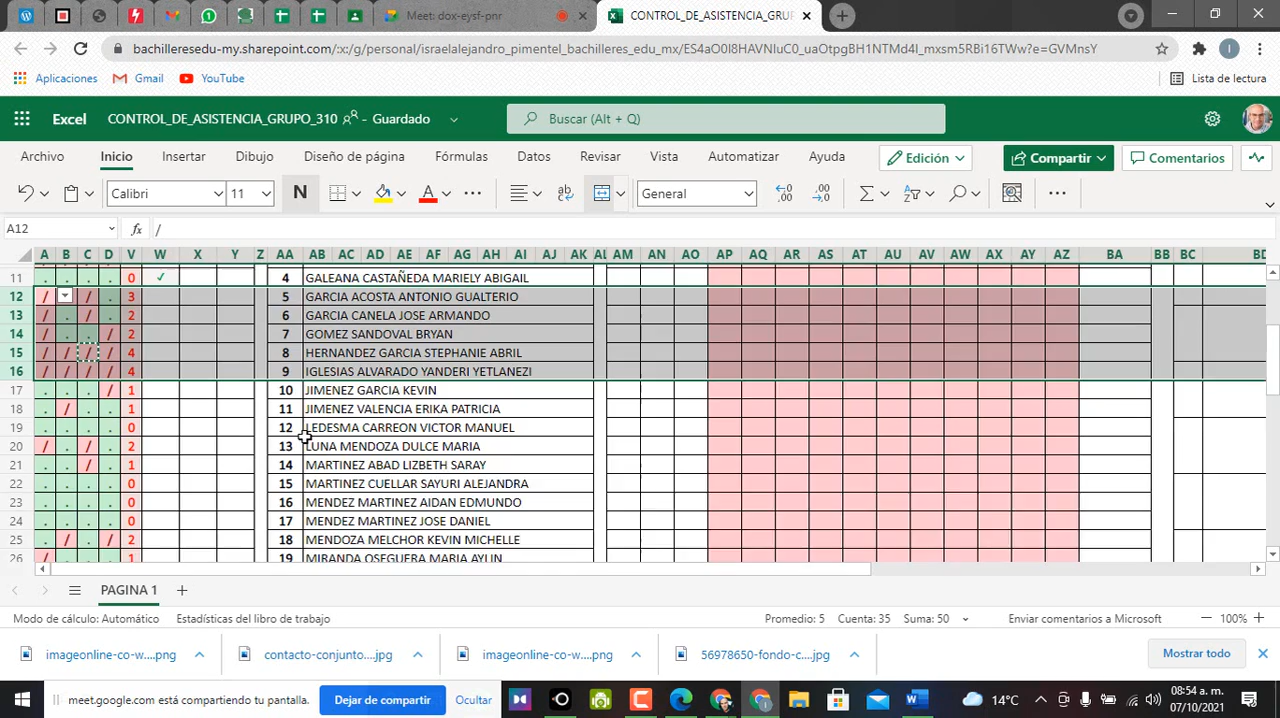 Meet: dox-eysf-pnr
CONTROL_DE_ASISTENCIA_GRUPO_310
bachilleresedu-my.sharepoint.com/:x:/g/personal/israelalejandro_pimentel_bachilleres_edu_mx/ES4aO0I8HAVNIuC0_uaOtpgBH1NTMd4l_mxsm5RBi16TWw?e=GVMnsY
Aplicaciones Gmail YouTube Lista de lectura
Excel CONTROL_DE_ASISTENCIA_GRUPO_310 - Guardado Buscar (Alt + Q)
Archivo Inicio Insertar Dibujo Diseño de página Fórmulas Datos Revisar Vista Automatizar Ayuda Edición Compartir Comentarios
Calibri 11 N A General
A12 fx /
A B C D V W X Y Z AA AB AC AD AE AF AG AH AI AJ AK AL AM AN AO AP AQ AR AS AT AU AV AW AX AY AZ BA BB BC BD
11 . . . . 0 ✓ 4 GALEANA CASTAÑEDA MARIELY ABIGAIL
12 / / . 3 5 GARCIA ACOSTA ANTONIO GUALTERIO
13 / . / . 2 6 GARCIA CANELA JOSE ARMANDO
14 / . . / 2 7 GOMEZ SANDOVAL BRYAN
15 / / / / 4 8 HERNANDEZ GARCIA STEPHANIE ABRIL
16 / / / / 4 9 IGLESIAS ALVARADO YANDERI YETLANEZI
17 . . . / 1 10 JIMENEZ GARCIA KEVIN
18 . / . . 1 11 JIMENEZ VALENCIA ERIKA PATRICIA
19 . . . . 0 12 LEDESMA CARREON VICTOR MANUEL
20 / . / . 2 13 LUNA MENDOZA DULCE MARIA
21 . . / . 1 14 MARTINEZ ABAD LIZBETH SARAY
22 . . . . 0 15 MARTINEZ CUELLAR SAYURI ALEJANDRA
23 . . . . 0 16 MENDEZ MARTINEZ AIDAN EDMUNDO
24 . . . . 0 17 MENDEZ MARTINEZ JOSE DANIEL
25 . / . / 2 18 MENDOZA MELCHOR KEVIN MICHELLE
26 / . . . 1 19 MIRANDA OSEGUERA MARIA AYLIN
PAGINA 1
Modo de cálculo: Automático Estadísticas del libro de trabajo Promedio: 5 Cuenta: 35 Suma: 50 Enviar comentarios a Microsoft 100%
imageonline-co-w....png contacto-conjunto....jpg imageonline-co-w....png 56978650-fondo-c....jpg Mostrar todo
meet.google.com está compartiendo tu pantalla. Dejar de compartir Ocultar 14°C 08:54 a. m.
07/10/2021